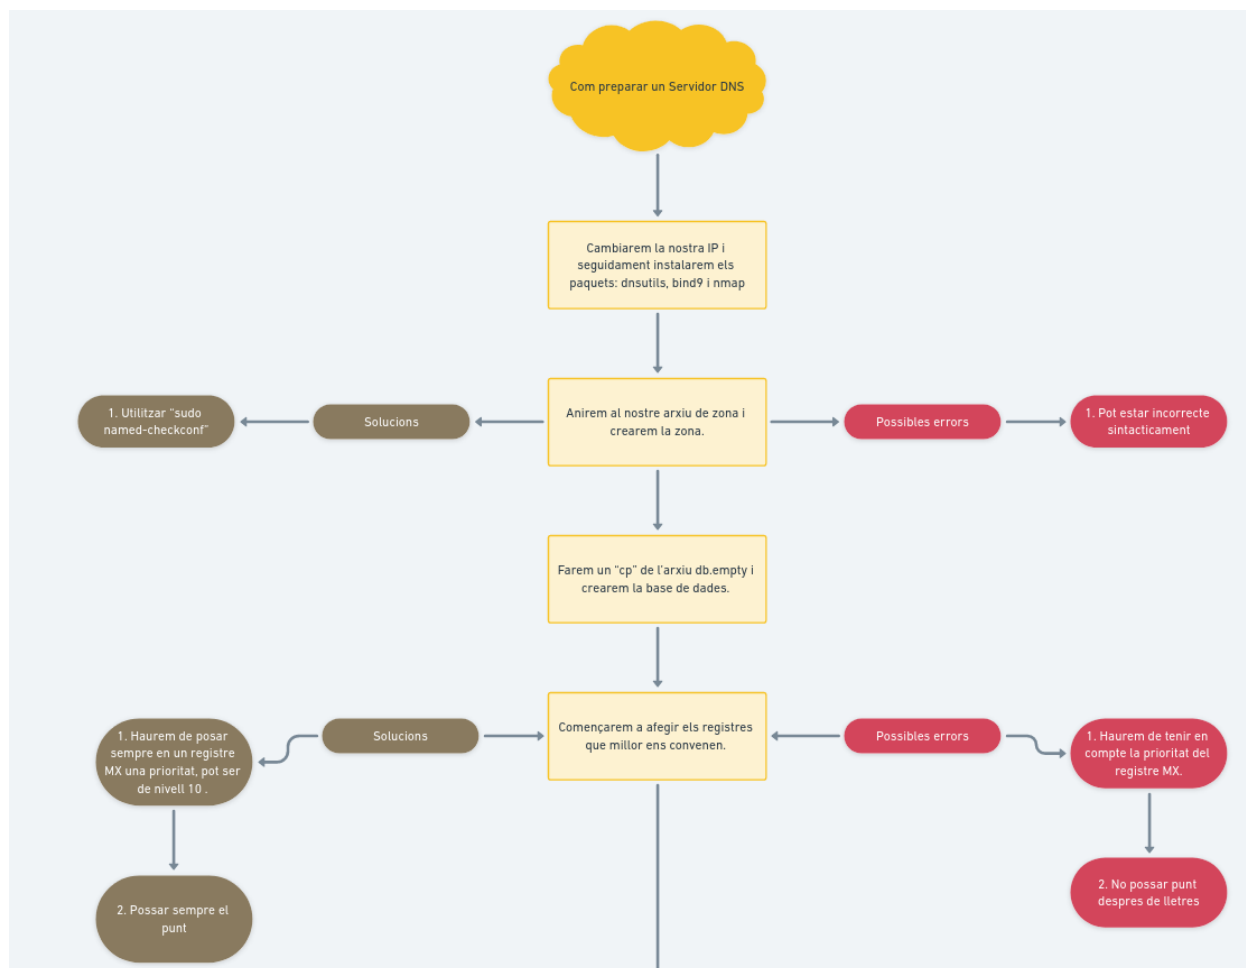 Com preparar un Servidor DNS
Cambiarem la nostra IP i
seguidament instalarem els
paquets: dnsutils, bind9 i nmap
1. Utilitzar “sudo
named-checkconf”
Solucions
Anirem al nostre arxiu de zona i
crearem la zona.
Possibles errors
1. Pot estar incorrecte
sintacticament
Farem un “cp” de l'arxiu db.empty i
crearem la base de dades.
1. Haurem de posar
sempre en un registre
MX una prioritat, pot ser
de nivell 10 .
Solucions
Començarem a afegir els registres
que millor ens convenen.
Possibles errors
1. Haurem de tenir en
compte la prioritat del
registre MX.
2. Possar sempre el
punt
2. No possar punt
despres de lletres